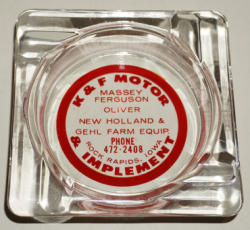 K & F MOTOR
MASSEY
FERGUSON
OLIVER
NEW HOLLAND &
GEHL FARM EQUIP.
PHONE
472-2408
ROCK RAPIDS, IOWA
& IMPLEMENT